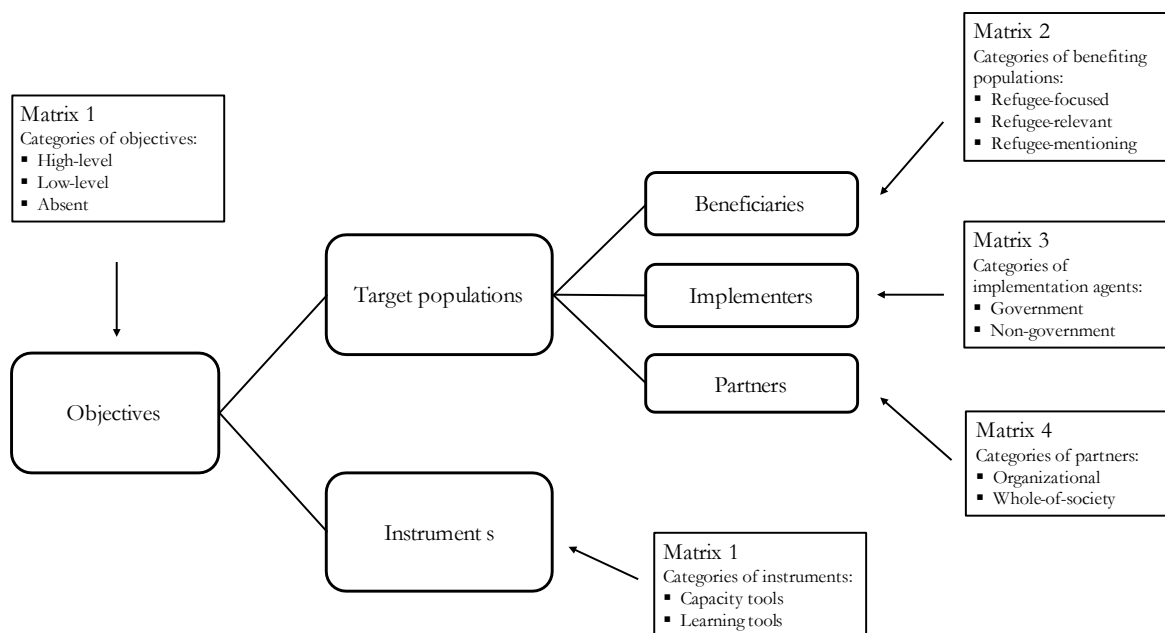 Matrix 1
Categories of objectives:
▪ High-level
▪ Low-level
▪ Absent
Objectives
Target populations
Instrument s
Beneficiaries
Implementers
Partners
Matrix 2
Categories of benefiting
populations:
▪ Refugee-focused
▪ Refugee-relevant
▪ Refugee-mentioning
Matrix 3
Categories of
implementation agents:
▪ Government
▪ Non-government
Matrix 4
Categories of partners:
▪ Organizational
▪ Whole-of-society
Matrix 1
Categories of instruments:
▪ Capacity tools
▪ Learning tools